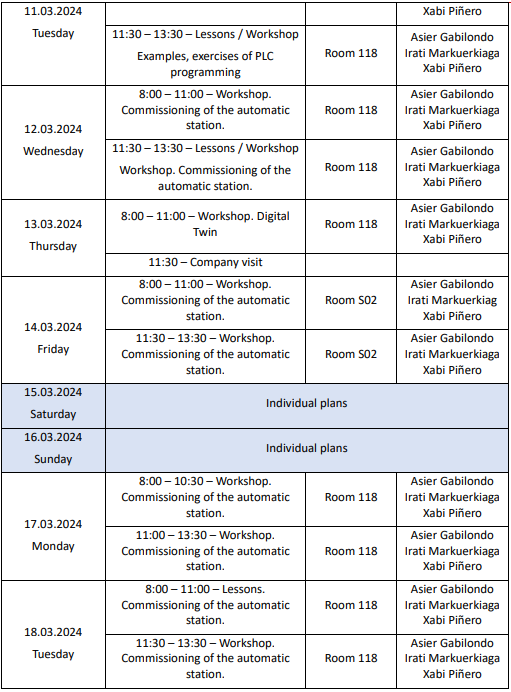 11.03.2024
Tuesday
Xabi Piñero
11:30 – 13:30 – Lessons / Workshop
Examples, exercises of PLC
programming
Room 118
Asier Gabilondo
Irati Markuerkiaga
Xabi Piñero
12.03.2024
Wednesday
8:00 – 11:00 – Workshop.
Commissioning of the automatic
station.
Room 118
Asier Gabilondo
Irati Markuerkiaga
Xabi Piñero
11:30 – 13:30 – Lessons / Workshop
Workshop. Commissioning of the
automatic station.
Room 118
Asier Gabilondo
Irati Markuerkiaga
Xabi Piñero
13.03.2024
Thursday
8:00 – 11:00 – Workshop. Digital
Twin
Room 118
Asier Gabilondo
Irati Markuerkiaga
Xabi Piñero
11:30 – Company visit
14.03.2024
Friday
8:00 – 11:00 – Workshop.
Commissioning of the automatic
station.
Room S02
Asier Gabilondo
Irati Markuerkiag
Xabi Piñero
11:30 – 13:30 – Workshop.
Commissioning of the automatic
station.
Room S02
Asier Gabilondo
Irati Markuerkiaga
Xabi Piñero
15.03.2024
Saturday
Individual plans
16.03.2024
Sunday
Individual plans
17.03.2024
Monday
8:00 – 10:30 – Workshop.
Commissioning of the automatic
station.
Room 118
Asier Gabilondo
Irati Markuerkiaga
Xabi Piñero
11:00 – 13:30 – Workshop.
Commissioning of the automatic
station.
Room 118
Asier Gabilondo
Irati Markuerkiaga
Xabi Piñero
18.03.2024
Tuesday
8:00 – 11:00 – Lessons.
Commissioning of the automatic
station.
Room 118
Asier Gabilondo
Irati Markuerkiaga
Xabi Piñero
11:30 – 13:30 – Workshop.
Commissioning of the automatic
station.
Room 118
Asier Gabilondo
Irati Markuerkiaga
Xabi Piñero